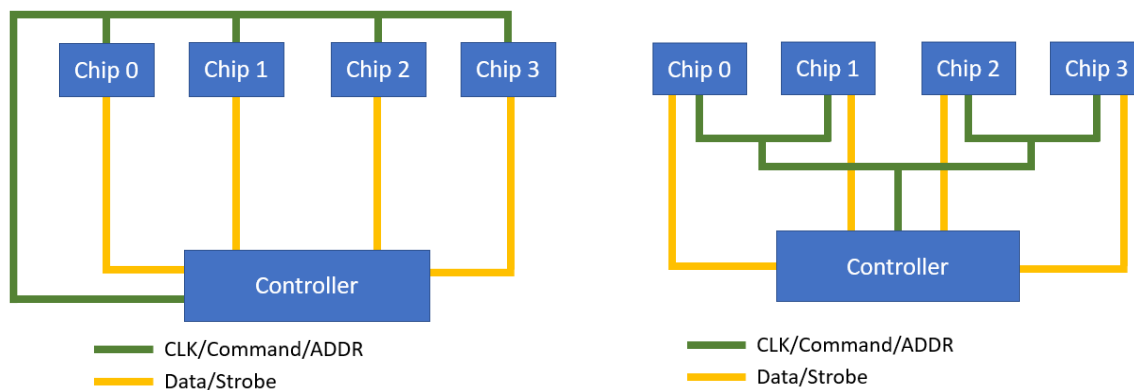 Chip 0
Chip 1
Chip 2
Chip 3
Controller
CLK/Command/ADDR
Data/Strobe
Chip 0
Chip 1
Chip 2
Chip 3
Controller
CLK/Command/ADDR
Data/Strobe